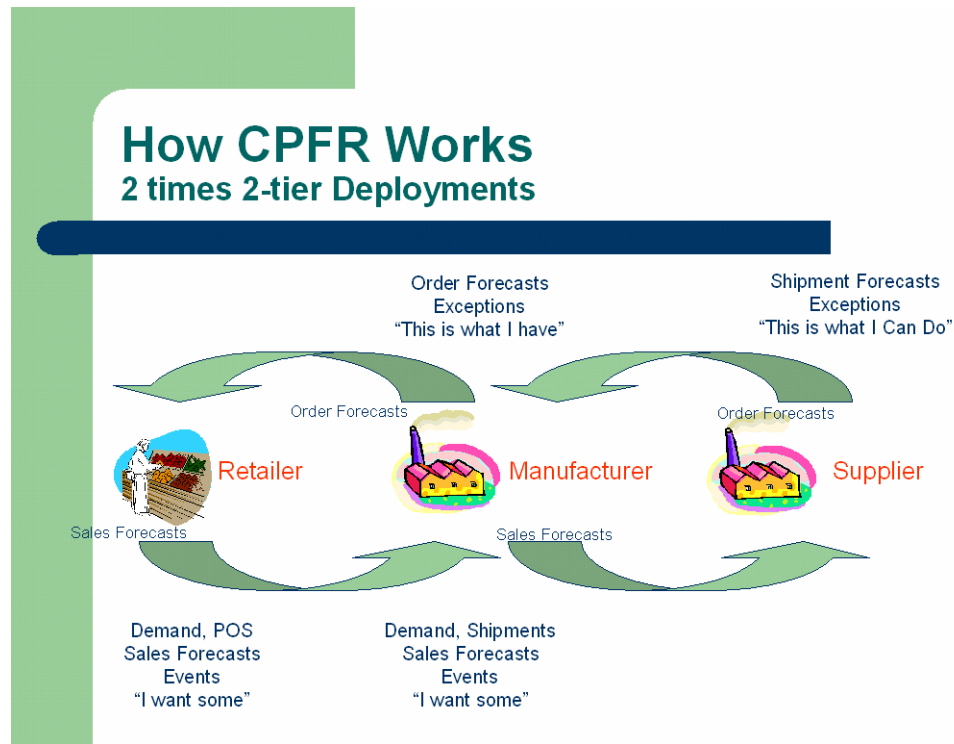 How CPFR Works
2 times 2-tier Deployments
Order Forecasts
Exceptions
“This is what I have”
Shipment Forecasts
Exceptions
“This is what I Can Do”
Order Forecasts
Order Forecasts
Retailer
Manufacturer
Supplier
Sales Forecasts
Sales Forecasts
Demand, POS
Sales Forecasts
Events
“I want some”
Demand, Shipments
Sales Forecasts
Events
“I want some”